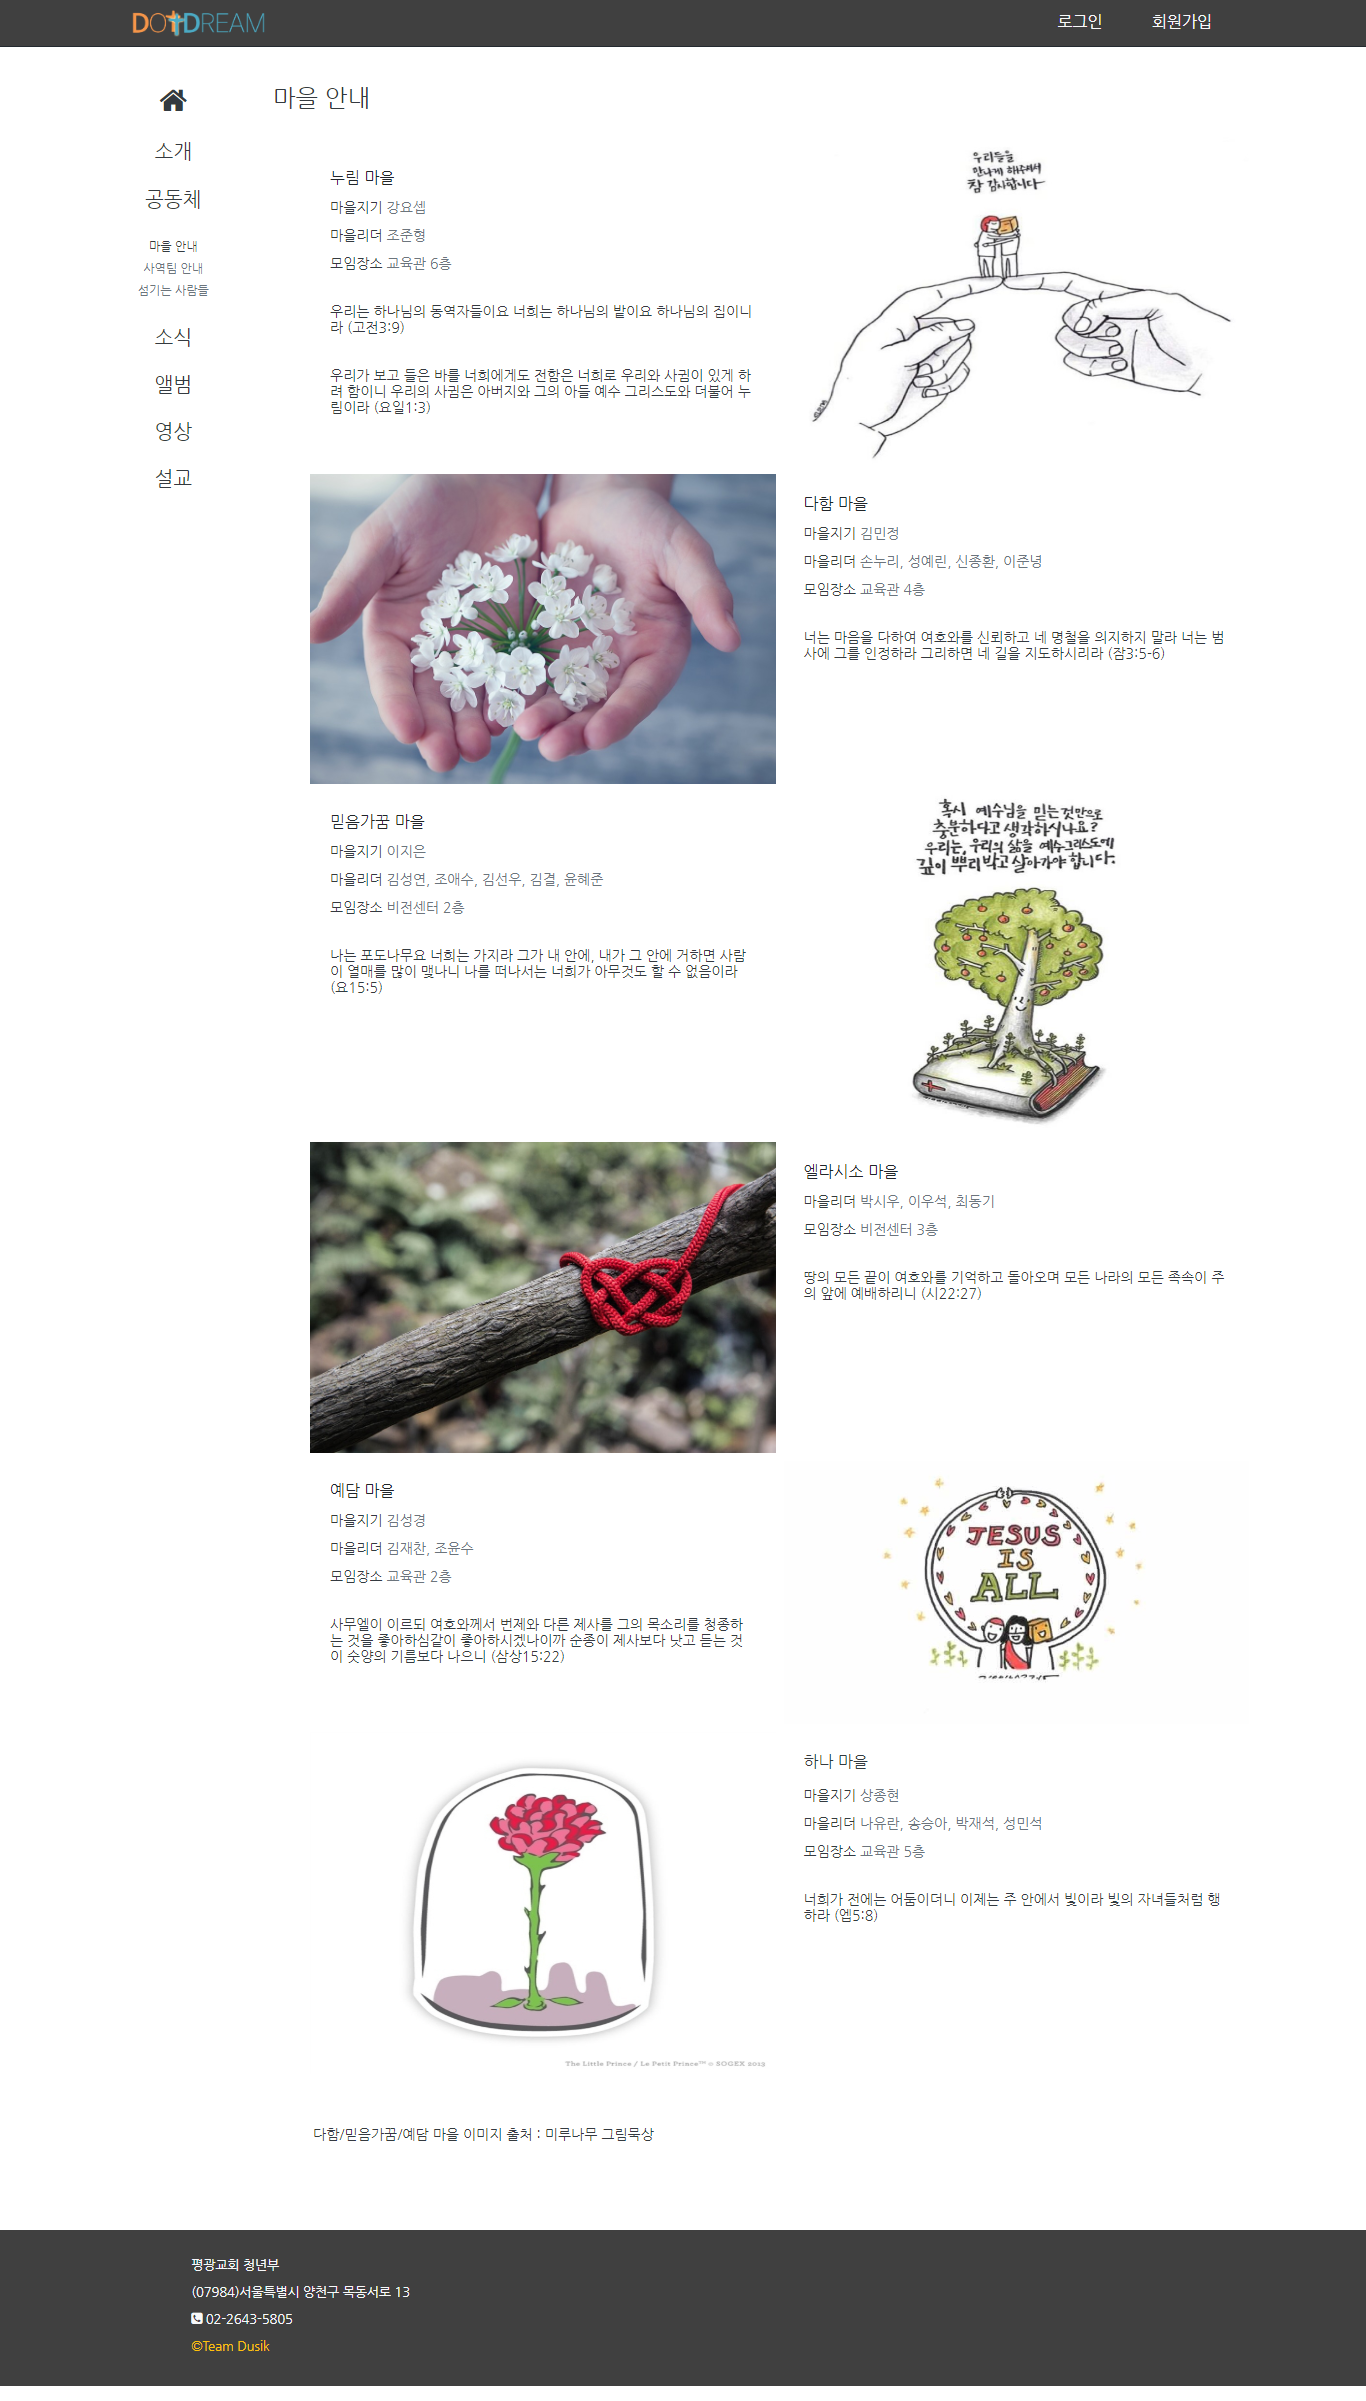 DO†DREAM
로그인
회원가입
소개
공동체
마을 안내
사역팀 안내
섬기는 사람들
소식
앨범
영상
설교
마을 안내
누림 마을
마을지기 강요셉
마을리더 조준형
모임장소 교육관 6층
우리는 하나님의 동역자들이요 너희는 하나님의 밭이요 하나님의 집이니
라 (고전3:9)
우리가 보고 들은 바를 너희에게도 전함은 너희로 우리와 사귐이 있게 하
려 함이니 우리의 사귐은 아버지와 그의 아들 예수 그리스도와 더불어 누
림이라 (요일1:3)
우리들을
만나게 해주셔서
참 감사합니다
다함 마을
마을지기 김민정
마을리더 손누리, 성예린, 신종환, 이준녕
모임장소 교육관 4층
너는 마음을 다하여 여호와를 신뢰하고 네 명철을 의지하지 말라 너는 범
사에 그를 인정하라 그리하면 네 길을 지도하시리라 (잠3:5-6)
믿음가꿈 마을
마을지기 이지은
마을리더 김성연, 조애수, 김선우, 김결, 윤혜준
모임장소 비전센터 2층
나는 포도나무요 너희는 가지라 그가 내 안에, 내가 그 안에 거하면 사람
이 열매를 많이 맺나니 나를 떠나서는 너희가 아무것도 할 수 없음이라
(요15:5)
혹시 예수님을 믿는것만으로
충분하다고 생각하시나요?
우리는, 우리의 삶을 예수그리스도에
깊이 뿌리박고 살아가야 합니다.
엘라시소 마을
마을리더 박시우, 이우석, 최동기
모임장소 비전센터 3층
땅의 모든 끝이 여호와를 기억하고 돌아오며 모든 나라의 모든 족속이 주
의 앞에 예배하리니 (시22:27)
예담 마을
마을지기 김성경
마을리더 김재찬, 조윤수
모임장소 교육관 2층
사무엘이 이르되 여호와께서 번제와 다른 제사를 그의 목소리를 청종하
는 것을 좋아하심같이 좋아하시겠나이까 순종이 제사보다 낫고 듣는 것
이 숫양의 기름보다 나으니 (삼상15:22)
JESUS
IS
ALL
하나 마을
마을지기 상종현
마을리더 나유란, 송승아, 박재석, 성민석
모임장소 교육관 5층
너희가 전에는 어둠이더니 이제는 주 안에서 빛이라 빛의 자녀들처럼 행
하라 (엡5:8)
The Little Prince / Le Petit Prince™ © SOGEX 2013
다함/믿음가꿈/예담 마을 이미지 출처 : 미루나무 그림묵상
평광교회 청년부
(07984)서울특별시 양천구 목동서로 13
02-2643-5805
©Team Dusik